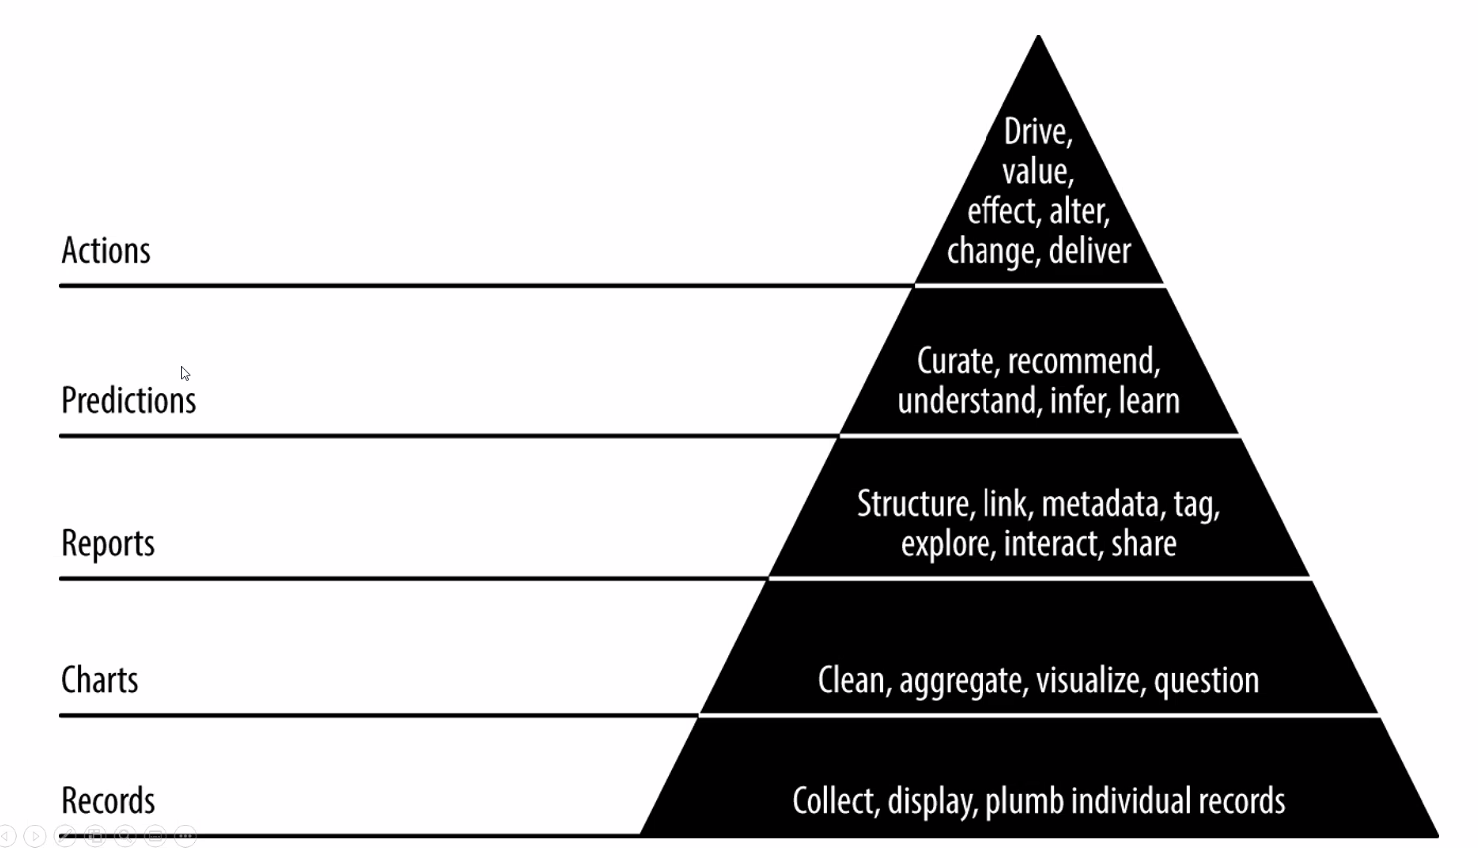 Drive,
value,
effect, alter,
change, deliver
Actions
Curate, recommend,
understand, infer, learn
Predictions
Structure, link, metadata, tag,
explore, interact, share
Reports
Clean, aggregate, visualize, question
Charts
Collect, display, plumb individual records
Records